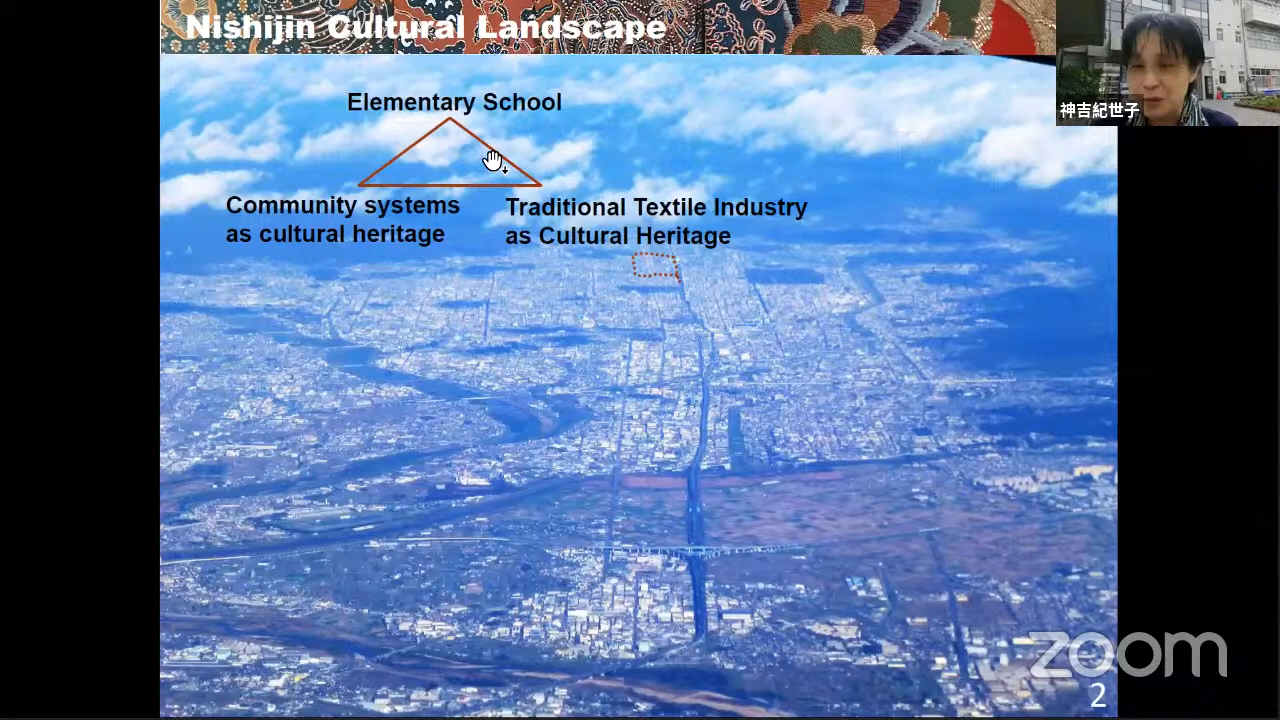 Nishijin Cultural Landscape
神吉紀世子
Elementary School
Community systems
as cultural heritage
Traditional Textile Industry
as Cultural Heritage
zoom
2